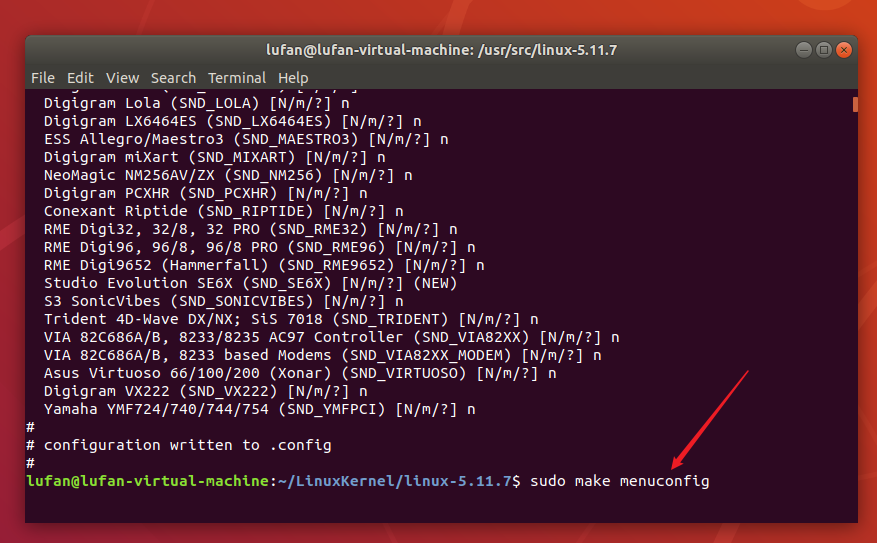 lufan@lufan-virtual-machine: /usr/src/linux-5.11.7
File Edit View Search Terminal Help
Digigram Lola (SND_LOLA) [N/m/?] n
Digigram LX6464ES (SND_LX6464ES) [N/m/?] n
ESS Allegro/Maestro3 (SND_MAESTRO3) [N/m/?] n
Digigram miXart (SND_MIXART) [N/m/?] n
NeoMagic NM256AV/ZX (SND_NM256) [N/m/?] n
Digigram PCXHR (SND_PCXHR) [N/m/?] n
Conexant Riptide (SND_RIPTIDE) [N/m/?] n
RME Digi32, 32/8, 32 PRO (SND_RME32) [N/m/?] n
RME Digi96, 96/8, 96/8 PRO (SND_RME96) [N/m/?] n
RME Digi9652 (Hammerfall) (SND_RME9652) [N/m/?] n
Studio Evolution SE6X (SND_SE6X) [N/m/?] (NEW)
S3 SonicVibes (SND_SONICVIBES) [N/m/?] n
Trident 4D-Wave DX/NX; SiS 7018 (SND_TRIDENT) [N/m/?] n
VIA 82C686A/B, 8233/8235 AC97 Controller (SND_VIA82XX) [N/m/?] n
VIA 82C686A/B, 8233 based Modems (SND_VIA82XX_MODEM) [N/m/?] n
Asus Virtuoso 66/100/200 (Xonar) (SND_VIRTUOSO) [N/m/?] n
Digigram VX222 (SND_VX222) [N/m/?] n
Yamaha YMF724/740/744/754 (SND_YMFPCI) [N/m/?] n
#
# configuration written to .config
#
lufan@lufan-virtual-machine:~/LinuxKernel/linux-5.11.7$ sudo make menuconfig